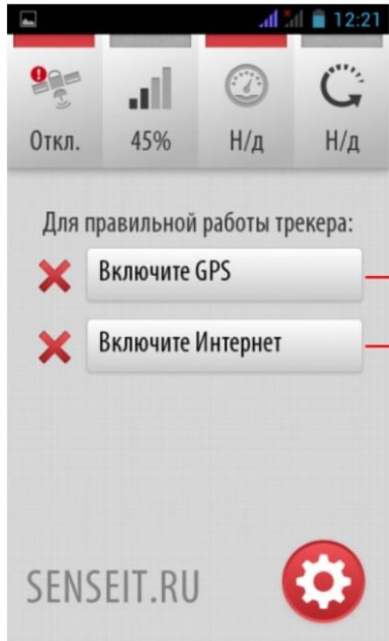 12:21
Откл.
45%
Н/д
Н/д
Для правильной работы трекера:
Включите GPS
Включите Интернет
SENSEIT.RU